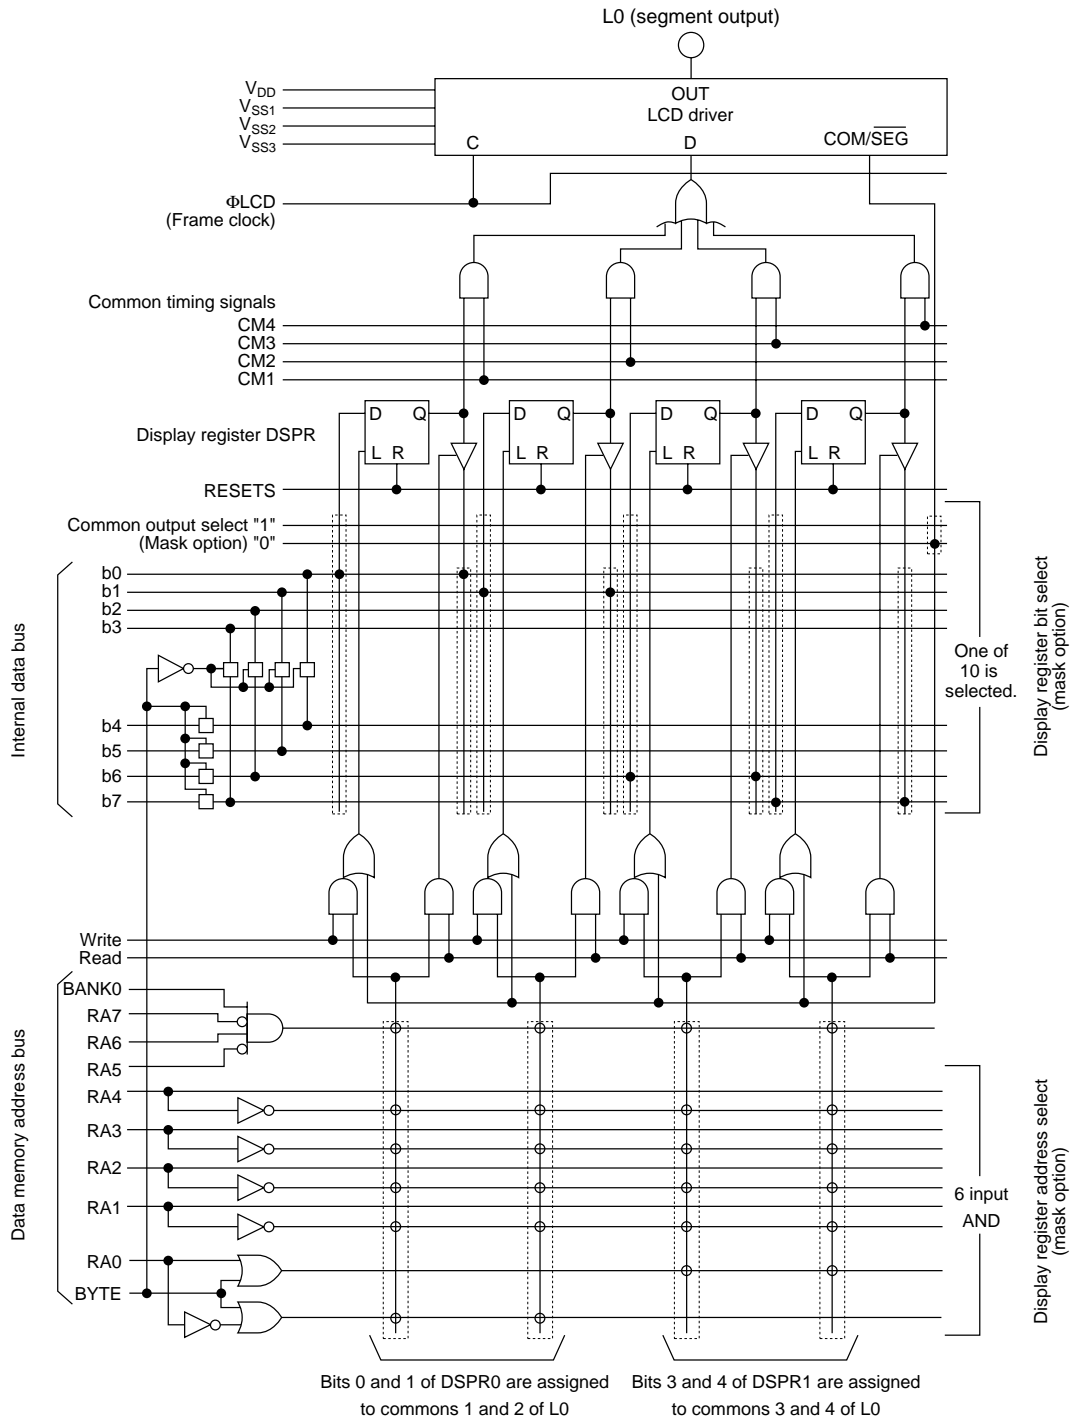 L0 (segment output)
VDD
VSS1
VSS2
VSS3
OUT
LCD driver
C
D
COM/SEG
ΦLCD
(Frame clock)
Common timing signals
CM4
CM3
CM2
CM1
Display register DSPR
D Q
L R
D Q
L R
D Q
L R
D Q
L R
RESETS
Common output select "1"
(Mask option) "0"
Internal data bus
b0
b1
b2
b3
b4
b5
b6
b7
One of
10 is
selected.
Display register bit select
(mask option)
Write
Read
Data memory address bus
BANK0
RA7
RA6
RA5
RA4
RA3
RA2
RA1
RA0
BYTE
6 input
AND
Display register address select
(mask option)
Bits 0 and 1 of DSPR0 are assigned
to commons 1 and 2 of L0
Bits 3 and 4 of DSPR1 are assigned
to commons 3 and 4 of L0